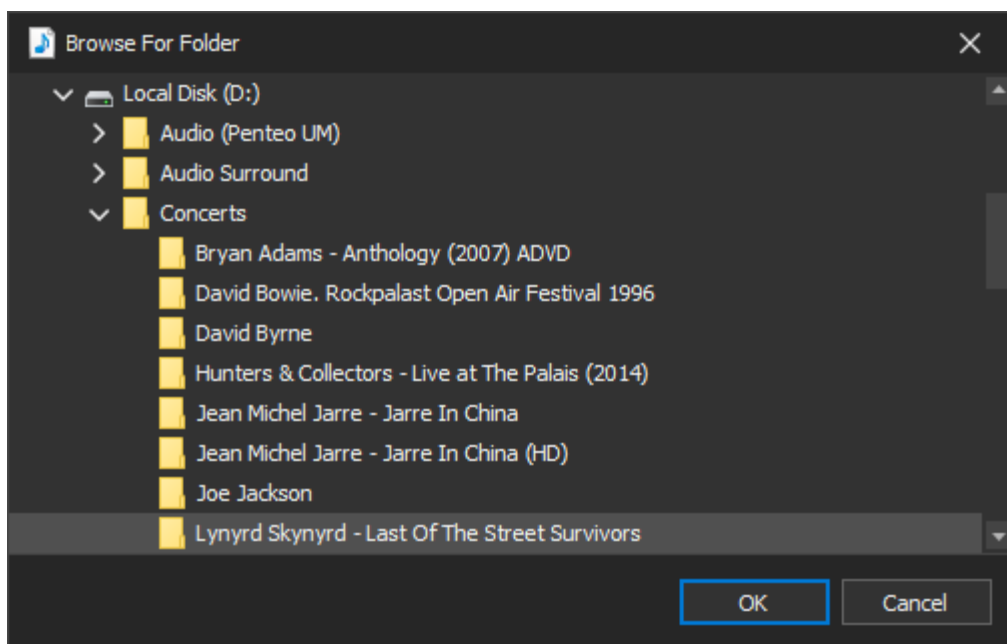 Browse For Folder
Local Disk (D:)
Audio (Penteo UM)
Audio Surround
Concerts
Bryan Adams - Anthology (2007) ADVD
David Bowie. Rockpalast Open Air Festival 1996
David Byrne
Hunters & Collectors - Live at The Palais (2014)
Jean Michel Jarre - Jarre In China
Jean Michel Jarre - Jarre In China (HD)
Joe Jackson
Lynyrd Skynyrd - Last Of The Street Survivors
OK Cancel